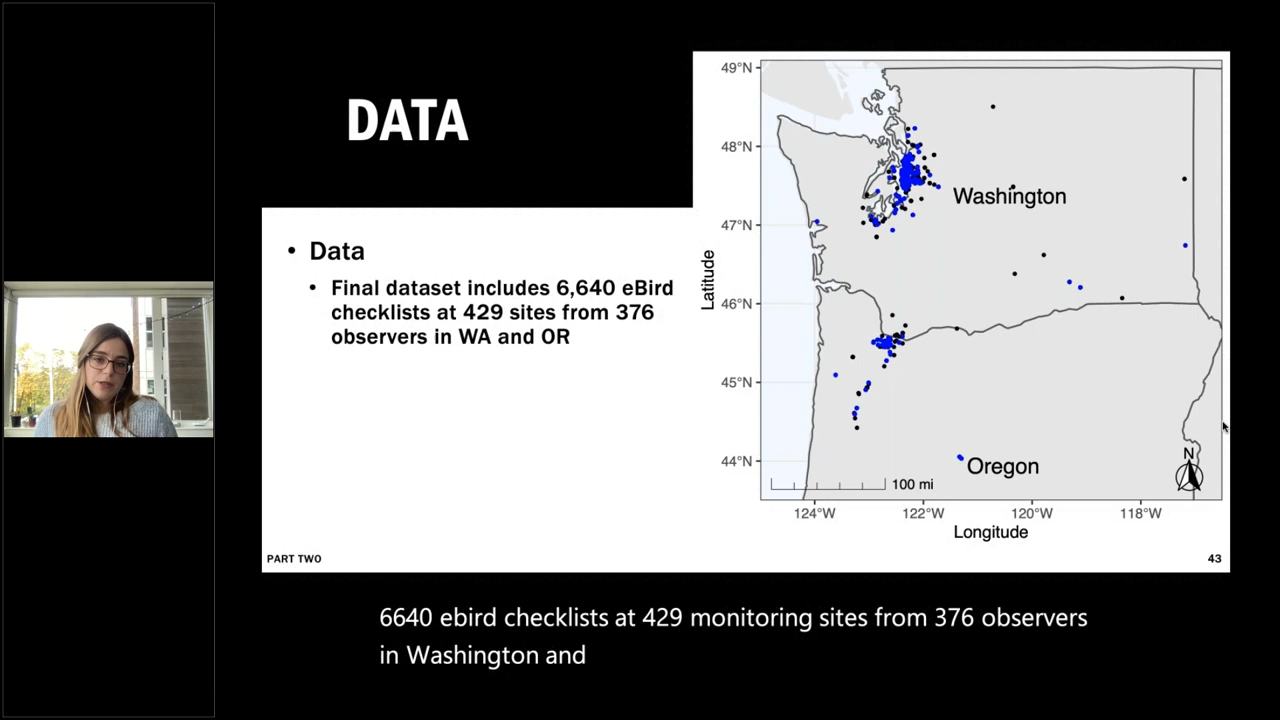 DATA
• Data
• Final dataset includes 6,640 eBird
checklists at 429 sites from 376
observers in WA and OR
PART TWO
49°N
48°N
47°N
46°N
45°N
44°N
Latitude
Washington
Oregon
N
100 mi
124°W 122°W 120°W 118°W
Longitude
43
6640 ebird checklists at 429 monitoring sites from 376 observers
in Washington and